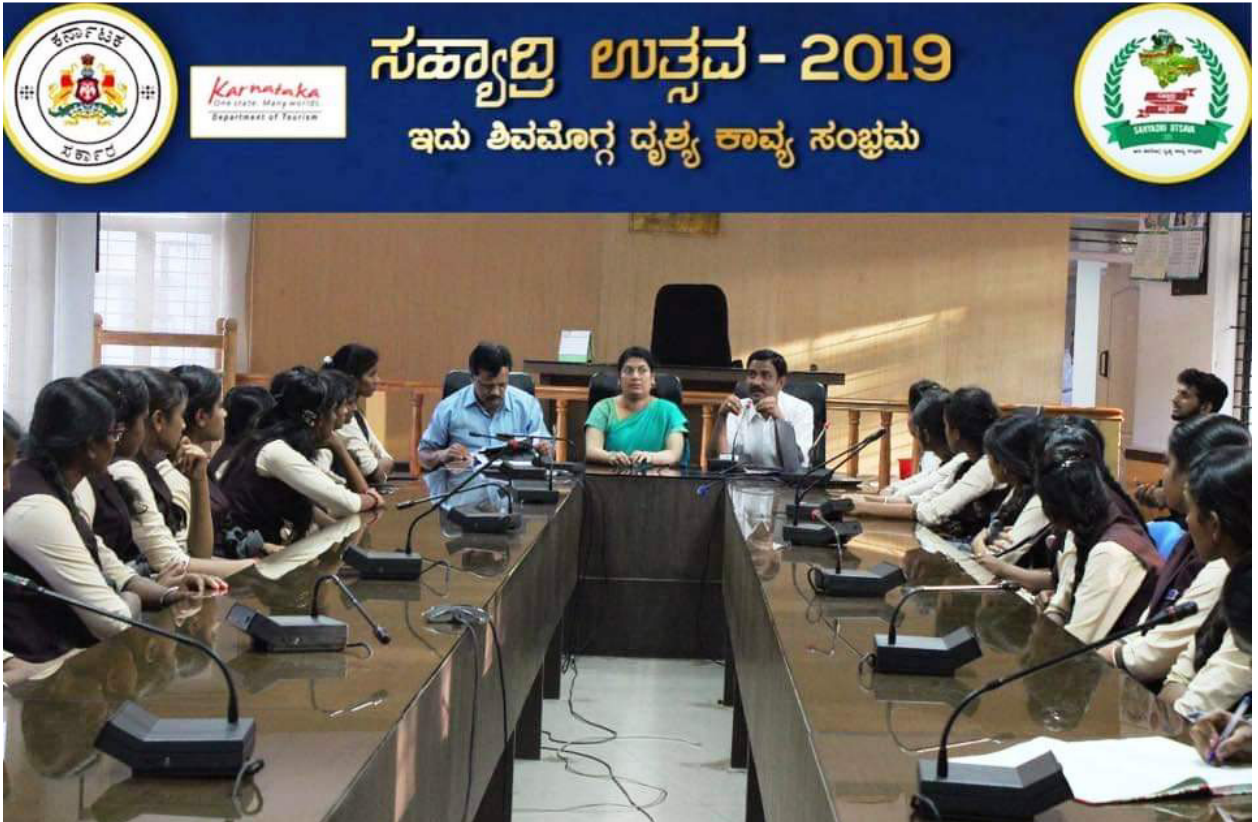 ಕರ್ನಾಟಕ
ಸರ್ಕಾರ
Karnataka
One state. Many worlds.
Department of Tourism
ಸಹ್ಯಾದ್ರಿ ಉತ್ಸವ - 2019
ಇದು ಶಿವಮೊಗ್ಗ ದೃಶ್ಯ ಕಾವ್ಯ ಸಂಭ್ರಮ
SAHYADRI UTSAVA